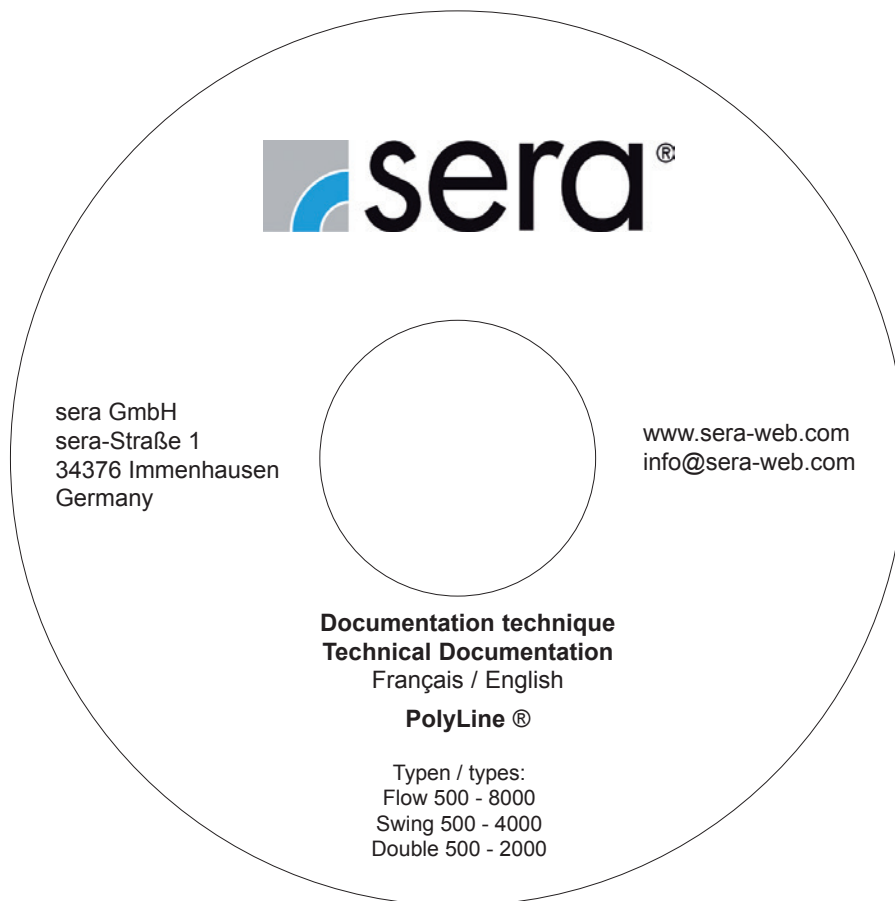 sera®
sera GmbH
sera-Straße 1
34376 Immenhausen
Germany
www.sera-web.com
info@sera-web.com
Documentation technique
Technical Documentation
Français / English
PolyLine ®
Typen / types:
Flow 500 - 8000
Swing 500 - 4000
Double 500 - 2000